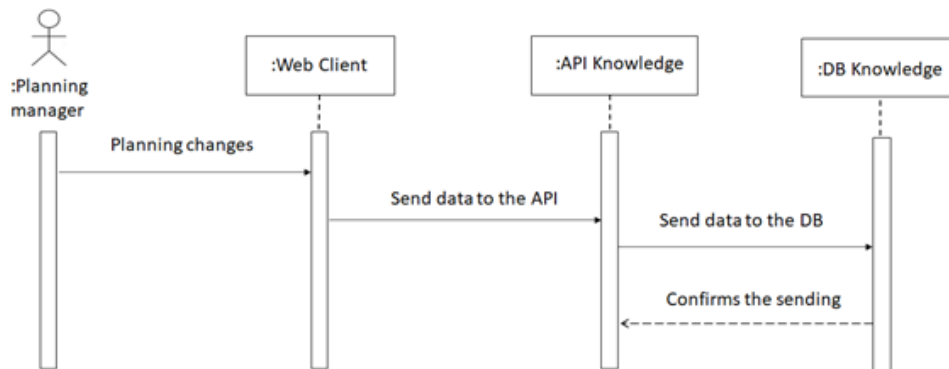 :Planning
manager
:Web Client
:API Knowledge
:DB Knowledge
Planning changes
Send data to the API
Send data to the DB
Confirms the sending